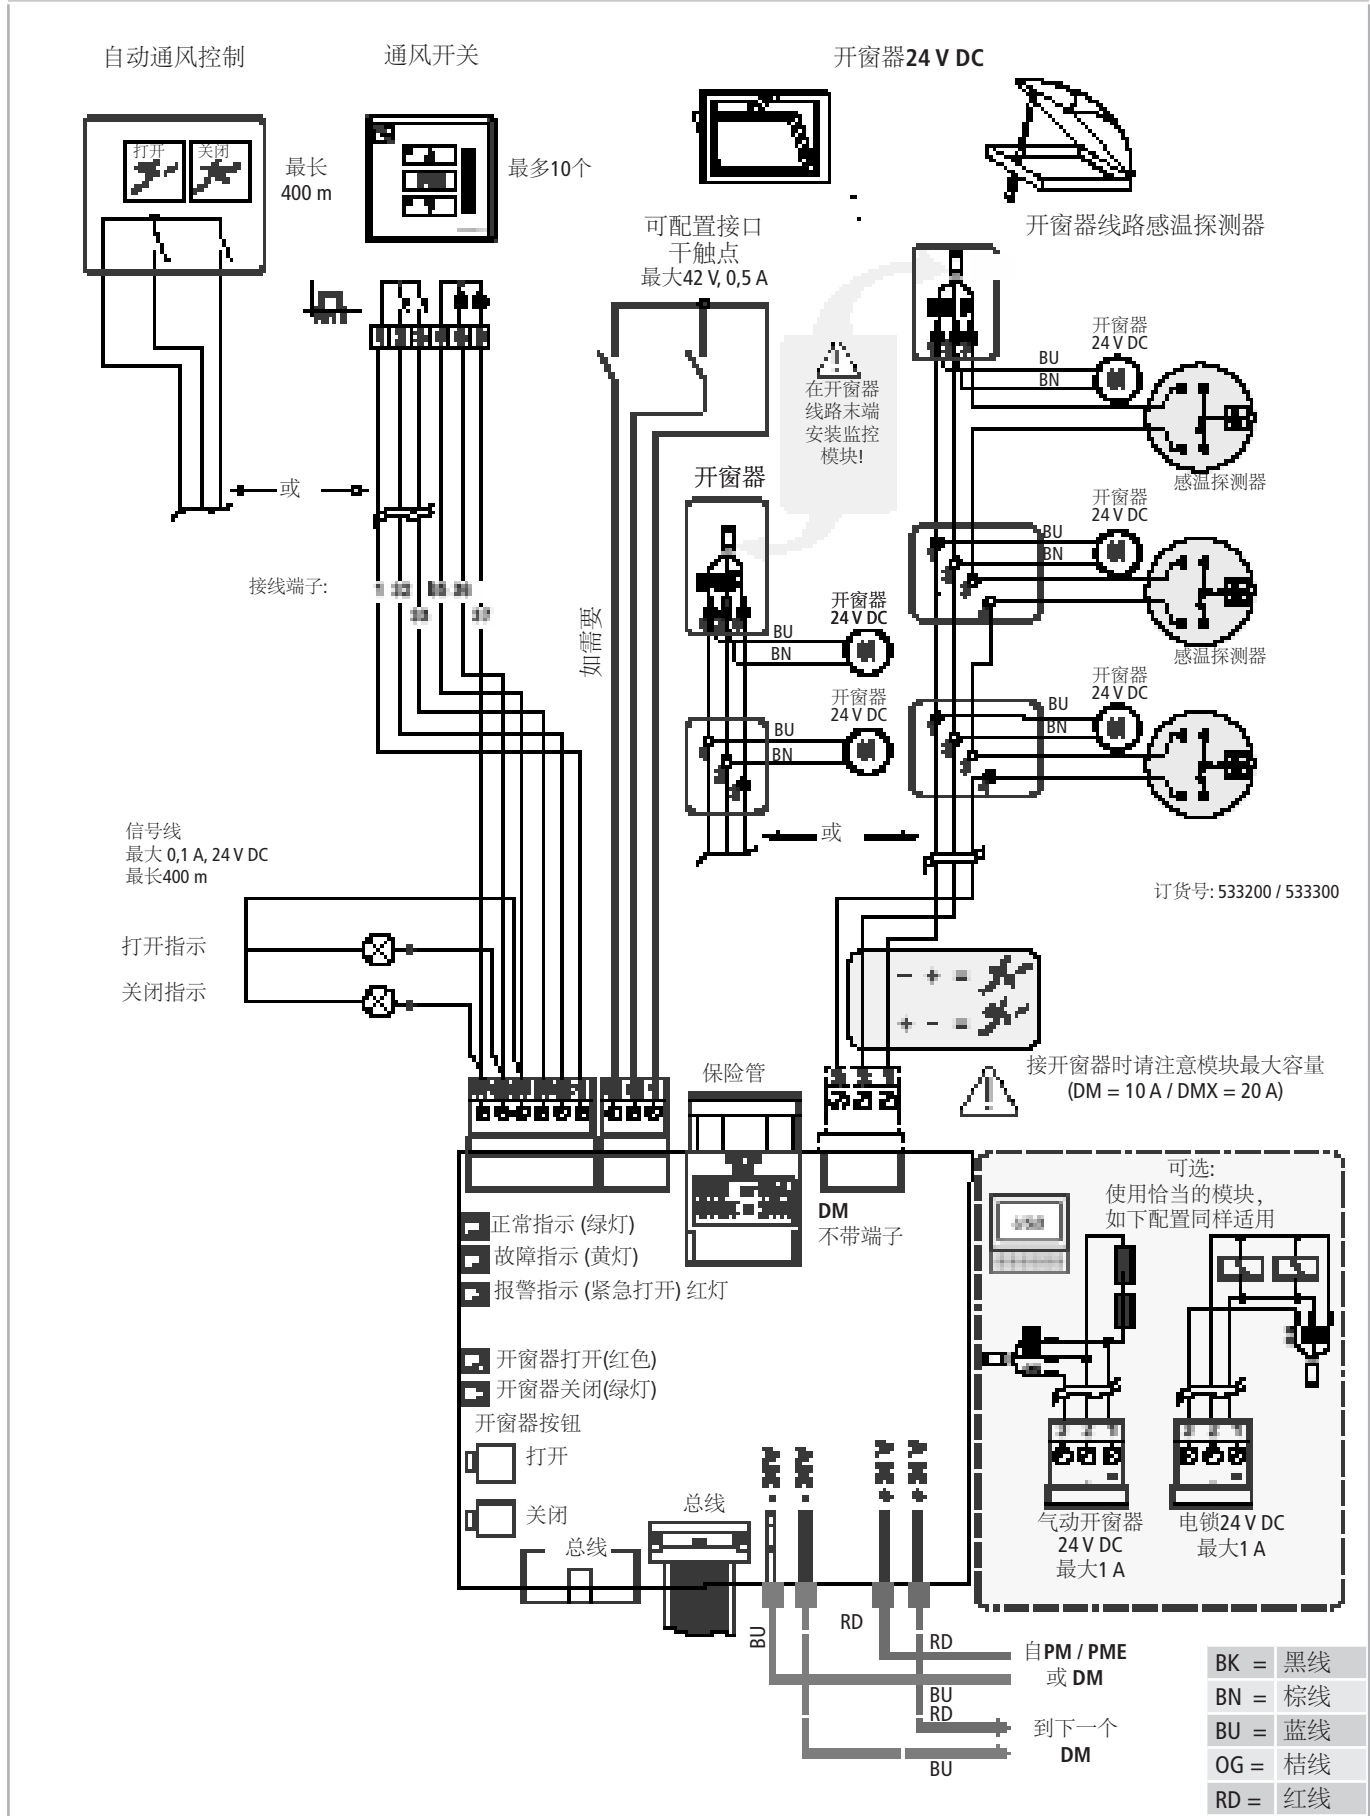 自动通风控制
通风开关
开窗器24 V DC
打开
关闭
最长
400 m
最多10个
可配置接口
干触点
最大42 V, 0,5 A
开窗器线路感温探测器
在开窗器
线路末端
安装监控
模块!
开窗器
24 V DC
BU
BN
感温探测器
或
开窗器
开窗器
24 V DC
BU
BN
感温探测器
接线端子:
如需要
开窗器
24 V DC
BU
BN
开窗器
24 V DC
BU
BN
开窗器
24 V DC
BU
BN
或
信号线
最大 0,1 A, 24 V DC
最长400 m
订货号: 533200 / 533300
打开指示
关闭指示
− + =
+ − =
保险管
接开窗器时请注意模块最大容量
(DM = 10 A / DMX = 20 A)
DM
不带端子
正常指示 (绿灯)
故障指示 (黄灯)
报警指示 (紧急打开) 红灯
开窗器打开(红色)
开窗器关闭(绿灯)
开窗器按钮
打开
关闭
总线
总线
可选:
使用恰当的模块，
如下配置同样适用
气动开窗器
24 V DC
最大1 A
电锁24 V DC
最大1 A
BU
RD
RD
BU
RD
BU
自PM / PME
或 DM
到下一个
DM
BK = 黑线
BN = 棕线
BU = 蓝线
OG = 桔线
RD = 红线